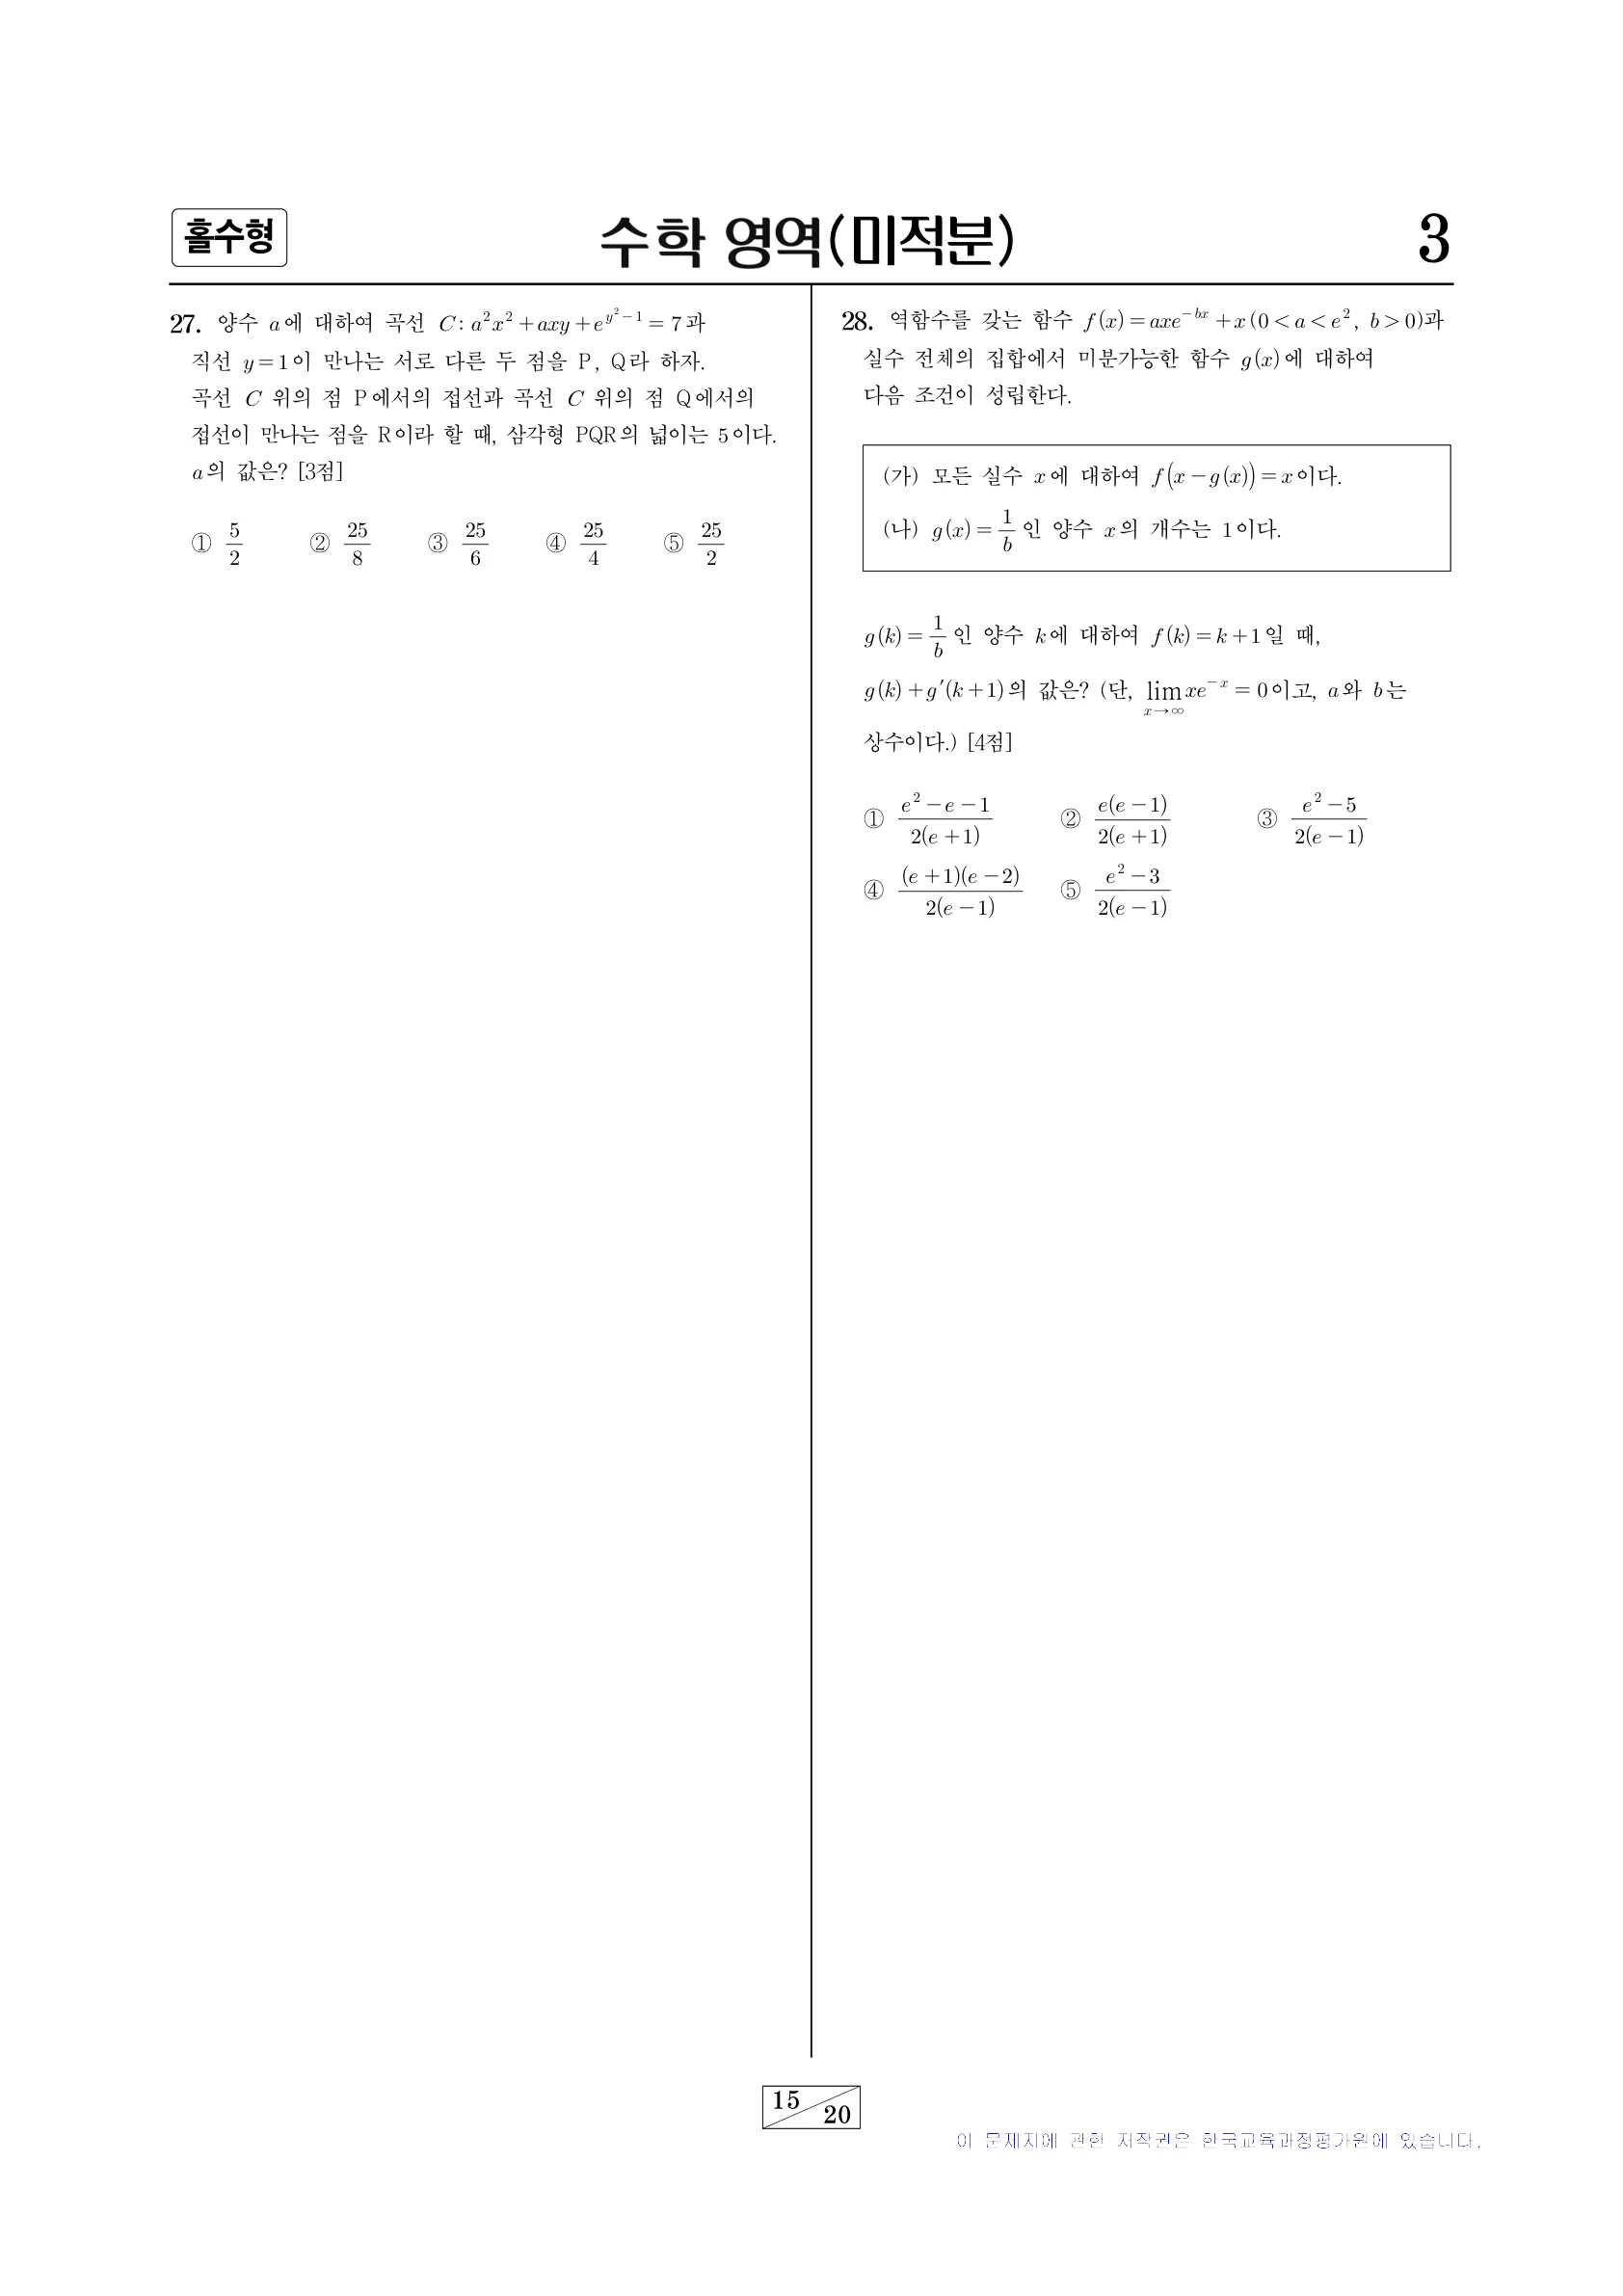 홀수형
수학 영역(미적분)
3
27. 양수 a에 대하여 곡선 C: a²x² + axy + e^{y²-1} = 7과
직선 y=1이 만나는 서로 다른 두 점을 P, Q라 하자.
곡선 C 위의 점 P에서의 접선과 곡선 C 위의 점 Q에서의
접선이 만나는 점을 R이라 할 때, 삼각형 PQR의 넓이는 5이다.
a의 값은? [3점]
① 5/2 ② 25/8 ③ 25/6 ④ 25/4 ⑤ 25/2
28. 역함수를 갖는 함수 f(x) = axe^{-bx} + x (0 < a < e², b > 0)과
실수 전체의 집합에서 미분가능한 함수 g(x)에 대하여
다음 조건이 성립한다.
(가) 모든 실수 x에 대하여 f(x-g(x)) = x이다.
(나) g(x) = 1/b 인 양수 x의 개수는 1이다.
g(k) = 1/b 인 양수 k에 대하여 f(k) = k+1일 때,
g(k) + g′(k+1)의 값은? (단, lim_{x→∞} xe^{-x} = 0이고, a와 b는
상수이다.) [4점]
① (e²-e-1)/(2(e+1)) ② e(e-1)/(2(e+1)) ③ (e²-5)/(2(e-1))
④ (e+1)(e-2)/(2(e-1)) ⑤ (e²-3)/(2(e-1))
15
20
이 문제지에 관한 저작권은 한국교육과정평가원에 있습니다.